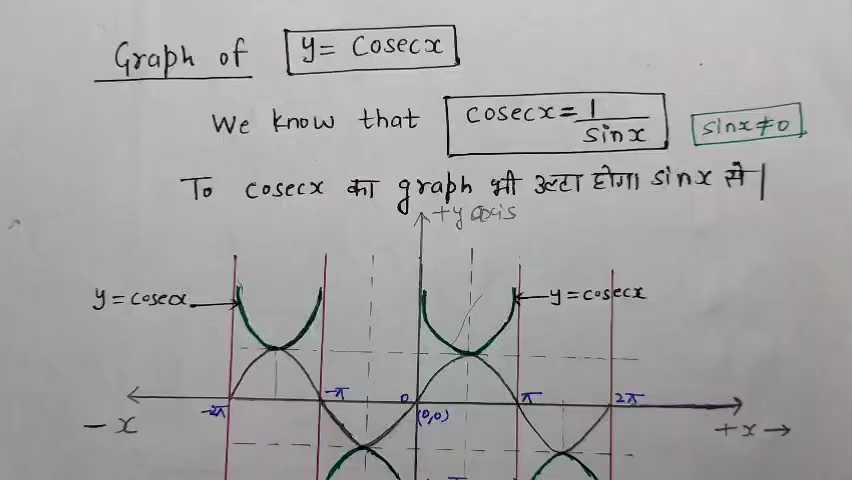 Graph of y = cosecx
We know that cosecx = 1/sinx sinx ≠ 0
To cosecx का graph भी उल्टा होगा sinx से |
+y axis
y = cosecx y = cosecx
-2π -π 0 (0,0) π 2π
- x +x →